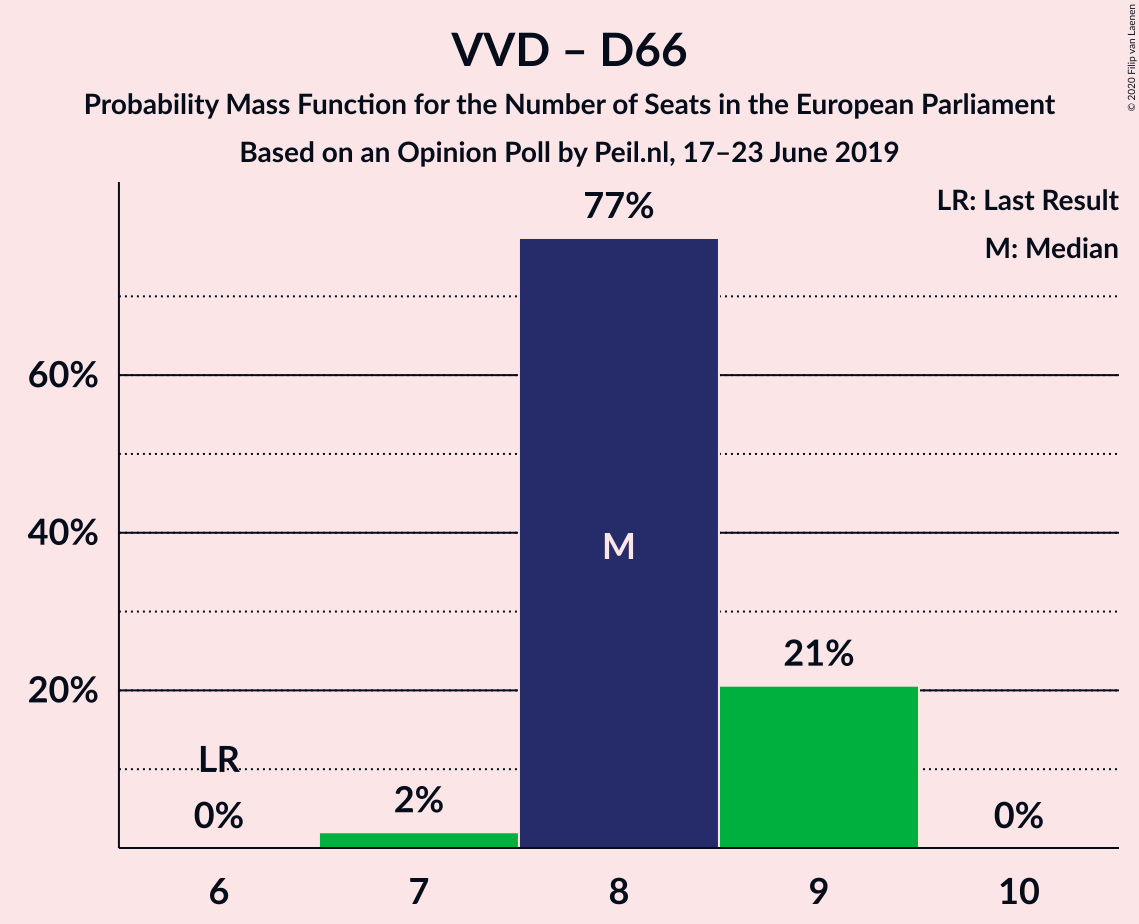 VVD – D66
Probability Mass Function for the Number of Seats in the European Parliament
Based on an Opinion Poll by Peil.nl, 17–23 June 2019
© 2020 Filip van Laenen
LR: Last Result
M: Median
77%
60%
40%
M
21%
20%
LR
2%
0%
0%
6 7 8 9 10